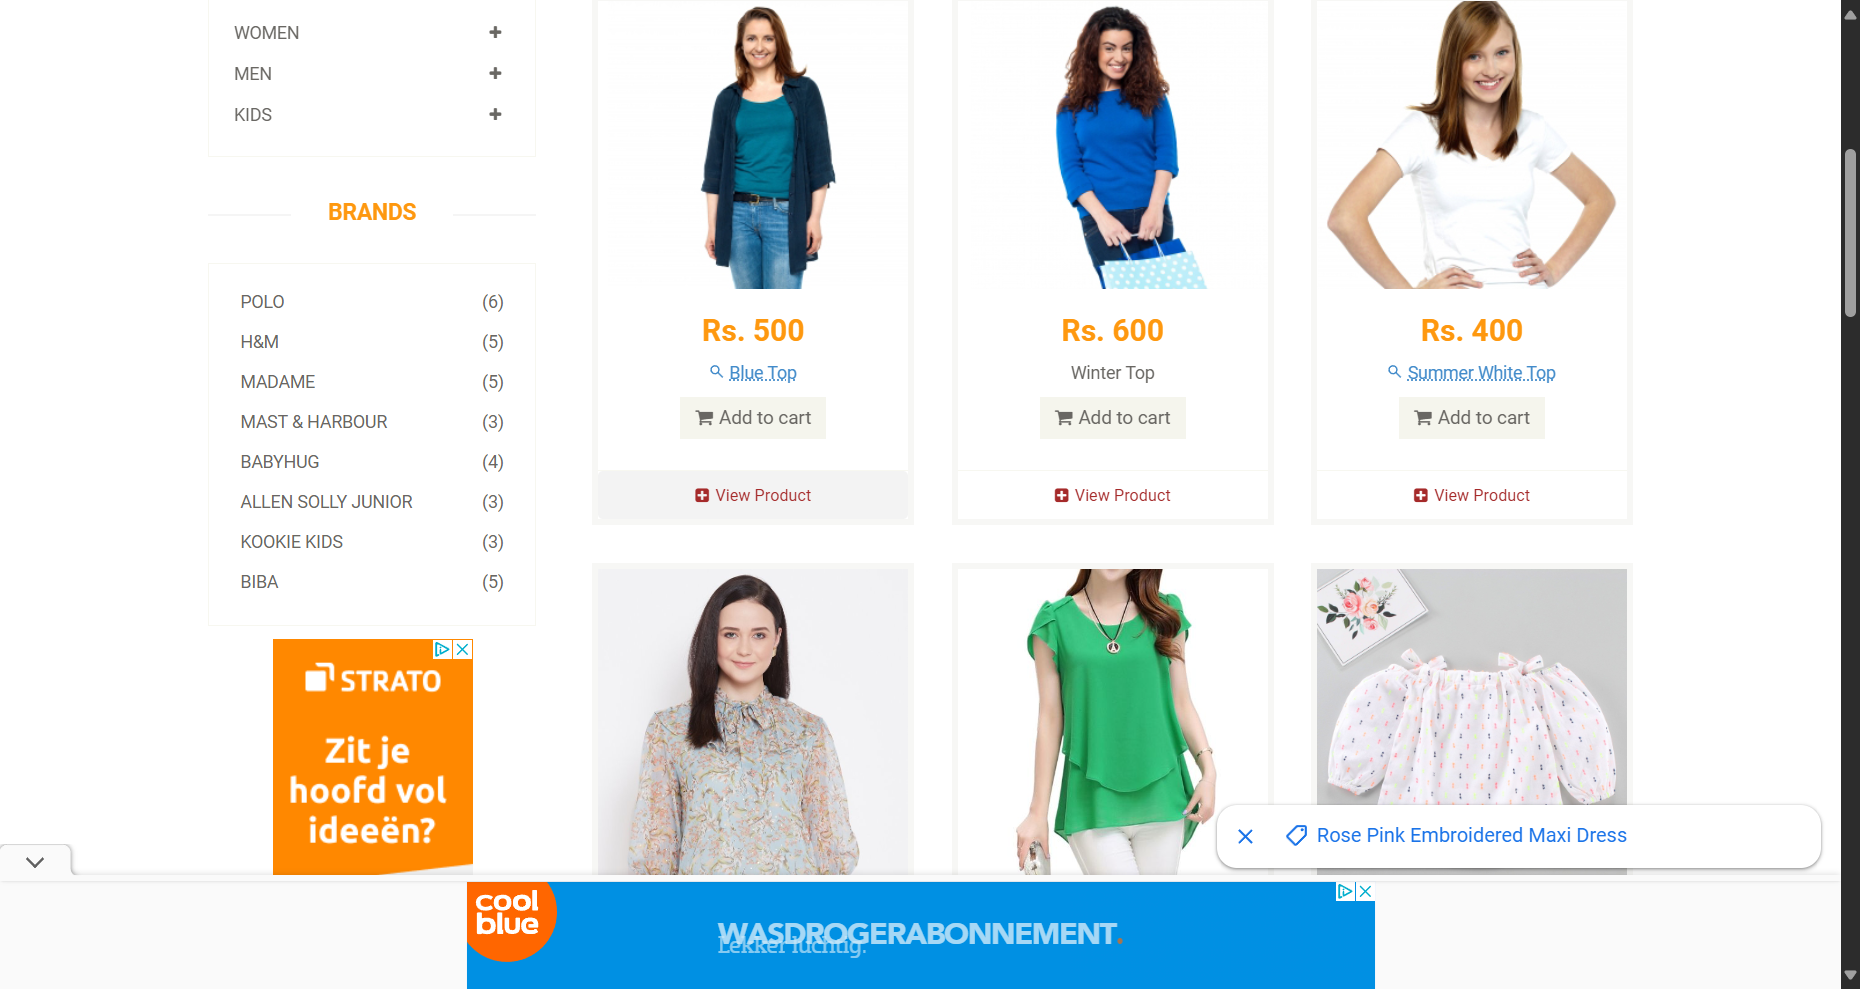 WOMEN
MEN
KIDS
BRANDS
POLO (6)
H&M (5)
MADAME (5)
MAST & HARBOUR (3)
BABYHUG (4)
ALLEN SOLLY JUNIOR (3)
KOOKIE KIDS (3)
BIBA (5)
STRATO
Zit je
hoofd vol
ideeën?
Rs. 500
Blue Top
Add to cart
View Product
Rs. 600
Winter Top
Add to cart
View Product
Rs. 400
Summer White Top
Add to cart
View Product
Rose Pink Embroidered Maxi Dress
cool
blue
WASDROGERABONNEMENT.
Lekker luchtig.